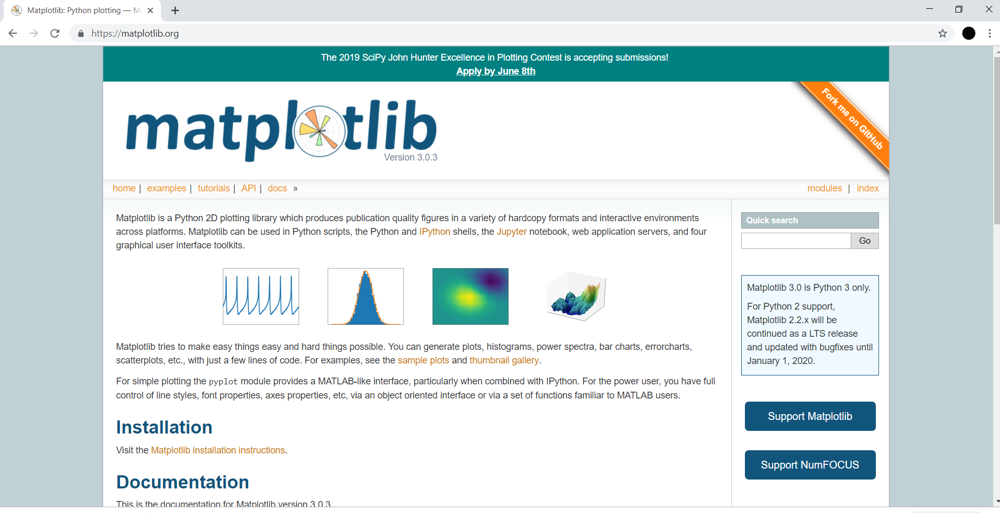 Matplotlib: Python plotting — M
https://matplotlib.org
The 2019 SciPy John Hunter Excellence in Plotting Contest is accepting submissions!
Apply by June 8th
matplotlib
Version 3.0.3
Fork me on GitHub
home | examples | tutorials | API | docs » modules | index
Matplotlib is a Python 2D plotting library which produces publication quality figures in a variety of hardcopy formats and interactive environments
across platforms. Matplotlib can be used in Python scripts, the Python and IPython shells, the Jupyter notebook, web application servers, and four
graphical user interface toolkits.
Matplotlib tries to make easy things easy and hard things possible. You can generate plots, histograms, power spectra, bar charts, errorcharts,
scatterplots, etc., with just a few lines of code. For examples, see the sample plots and thumbnail gallery.
For simple plotting the pyplot module provides a MATLAB-like interface, particularly when combined with IPython. For the power user, you have full
control of line styles, font properties, axes properties, etc, via an object oriented interface or via a set of functions familiar to MATLAB users.
Installation
Visit the Matplotlib installation instructions.
Documentation
This is the documentation for Matplotlib version 3.0.3
Quick search
Go
Matplotlib 3.0 is Python 3 only.
For Python 2 support,
Matplotlib 2.2.x will be
continued as a LTS release
and updated with bugfixes until
January 1, 2020.
Support Matplotlib
Support NumFOCUS